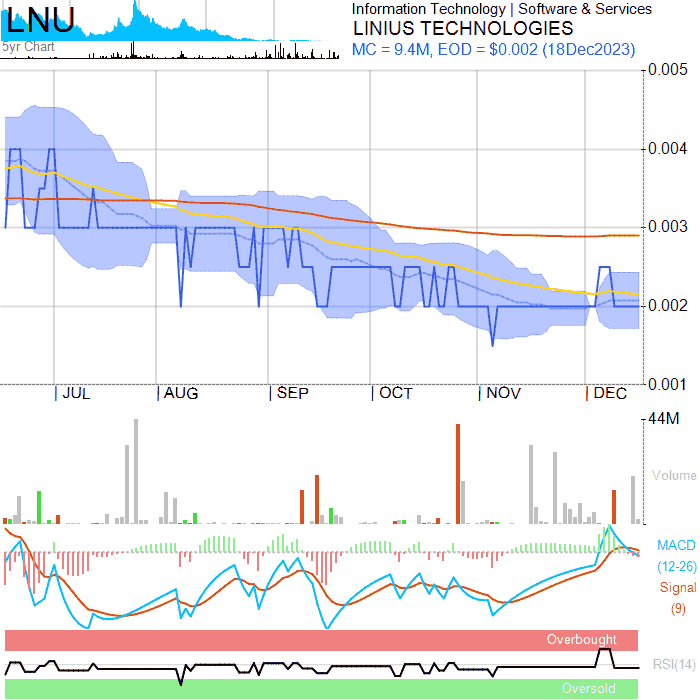 LNU
5yr Chart
Information Technology | Software & Services
LINIUS TECHNOLOGIES
MC = 9.4M, EOD = $0.002 (18Dec2023)
0.005
0.004
0.003
0.002
0.001
JUL
AUG
SEP
OCT
NOV
DEC
44M
Volume
MACD
(12-26)
Signal
(9)
Overbought
RSI(14)
Oversold